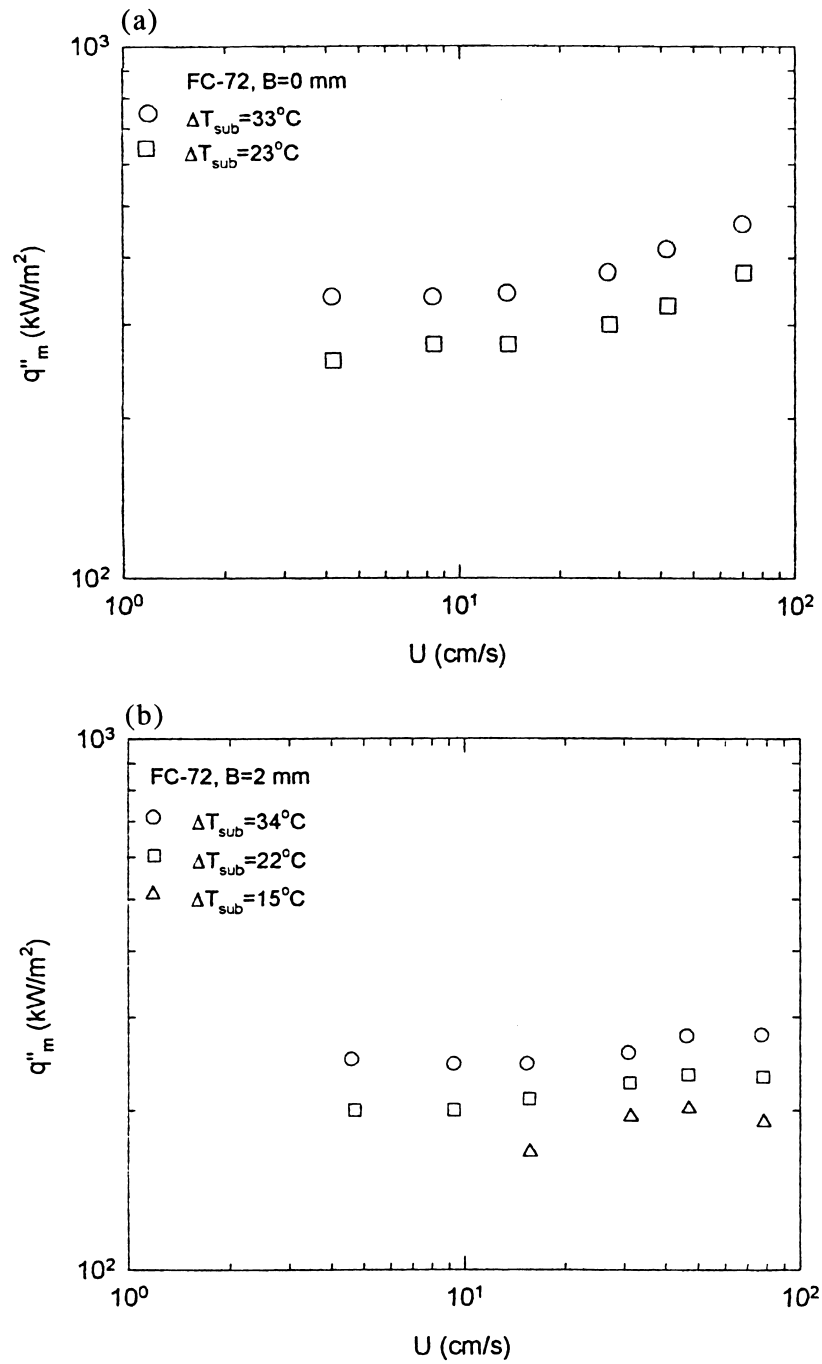 (a)
10³
FC-72, B=0 mm
ΔT_sub=33°C
ΔT_sub=23°C
q"_m (kW/m²)
10²
10⁰ 10¹ 10²
U (cm/s)
(b)
10³
FC-72, B=2 mm
ΔT_sub=34°C
ΔT_sub=22°C
ΔT_sub=15°C
q"_m (kW/m²)
10²
10⁰ 10¹ 10²
U (cm/s)